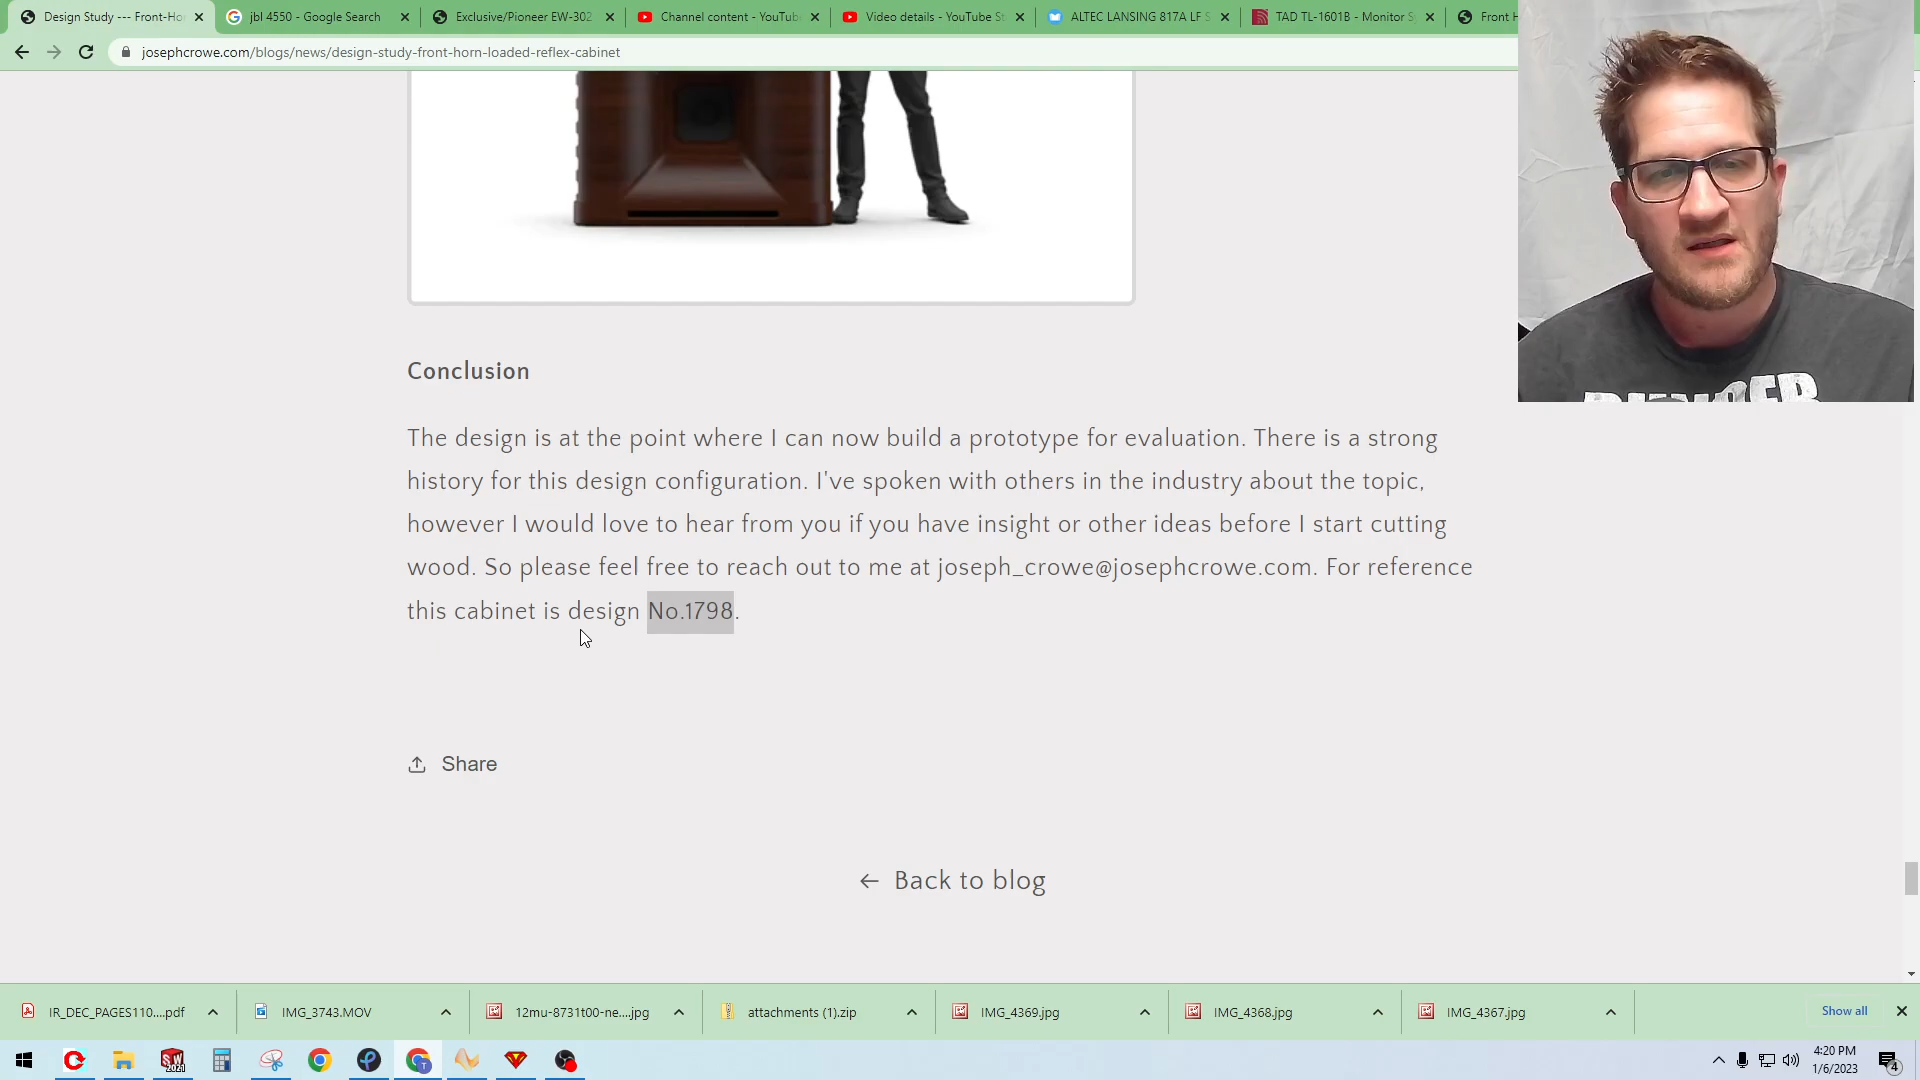 Design Study --- Front-Ho
jbl 4550 - Google Search
Exclusive/Pioneer EW-302
Channel content - YouTube
Video details - YouTube St
ALTEC LANSING 817A LF S
TAD TL-1601B - Monitor S
Front H
josephcrowe.com/blogs/news/design-study-front-horn-loaded-reflex-cabinet
Conclusion
The design is at the point where I can now build a prototype for evaluation. There is a strong
history for this design configuration. I've spoken with others in the industry about the topic,
however I would love to hear from you if you have insight or other ideas before I start cutting
wood. So please feel free to reach out to me at joseph_crowe@josephcrowe.com. For reference
this cabinet is design No.1798.
Share
← Back to blog
IR_DEC_PAGES110....pdf
IMG_3743.MOV
12mu-8731t00-ne....jpg
attachments (1).zip
IMG_4369.jpg
IMG_4368.jpg
IMG_4367.jpg
Show all
SW
2021
T
4:20 PM
1/6/2023
4